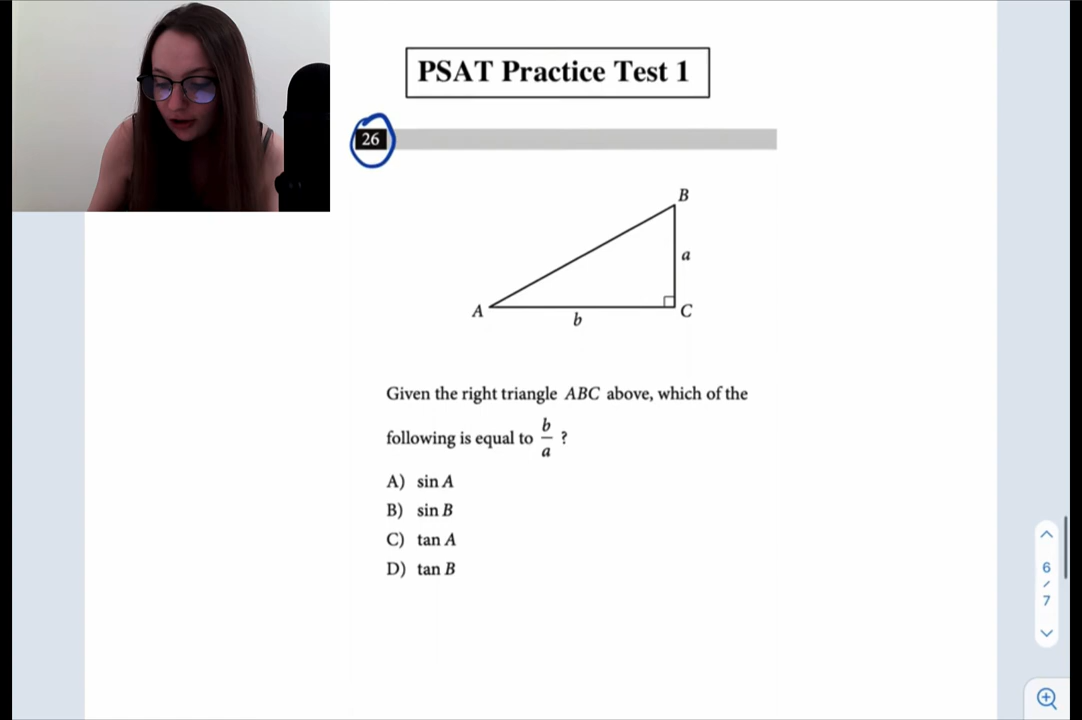 PSAT Practice Test 1
26
B
a
A
C
b
Given the right triangle ABC above, which of the
following is equal to b/a ?
A) sin A
B) sin B
C) tan A
D) tan B
6
/
7